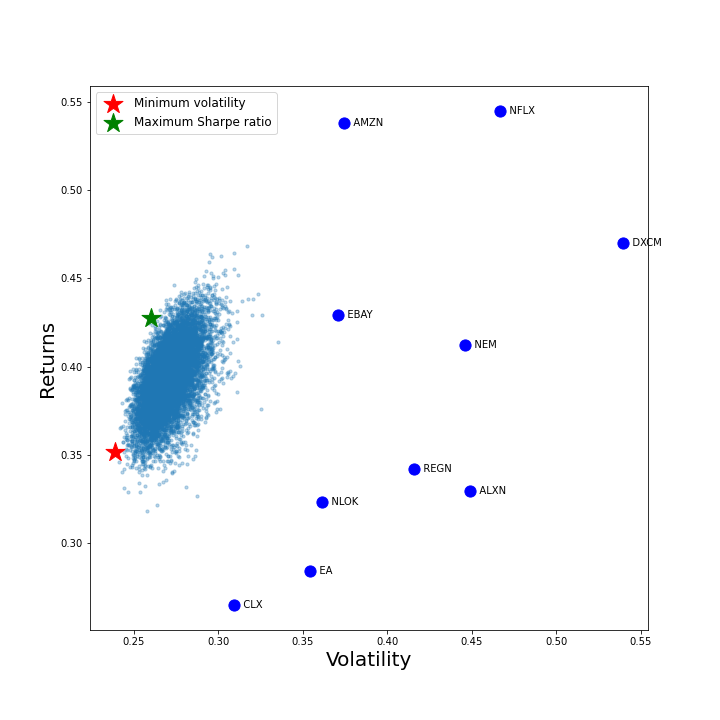 0.55
0.50
0.45
0.40
0.35
0.30
Returns
Minimum volatility
Maximum Sharpe ratio
AMZN
NFLX
DXCM
EBAY
NEM
REGN
ALXN
NLOK
EA
CLX
0.25
0.30
0.35
0.40
0.45
0.50
0.55
Volatility